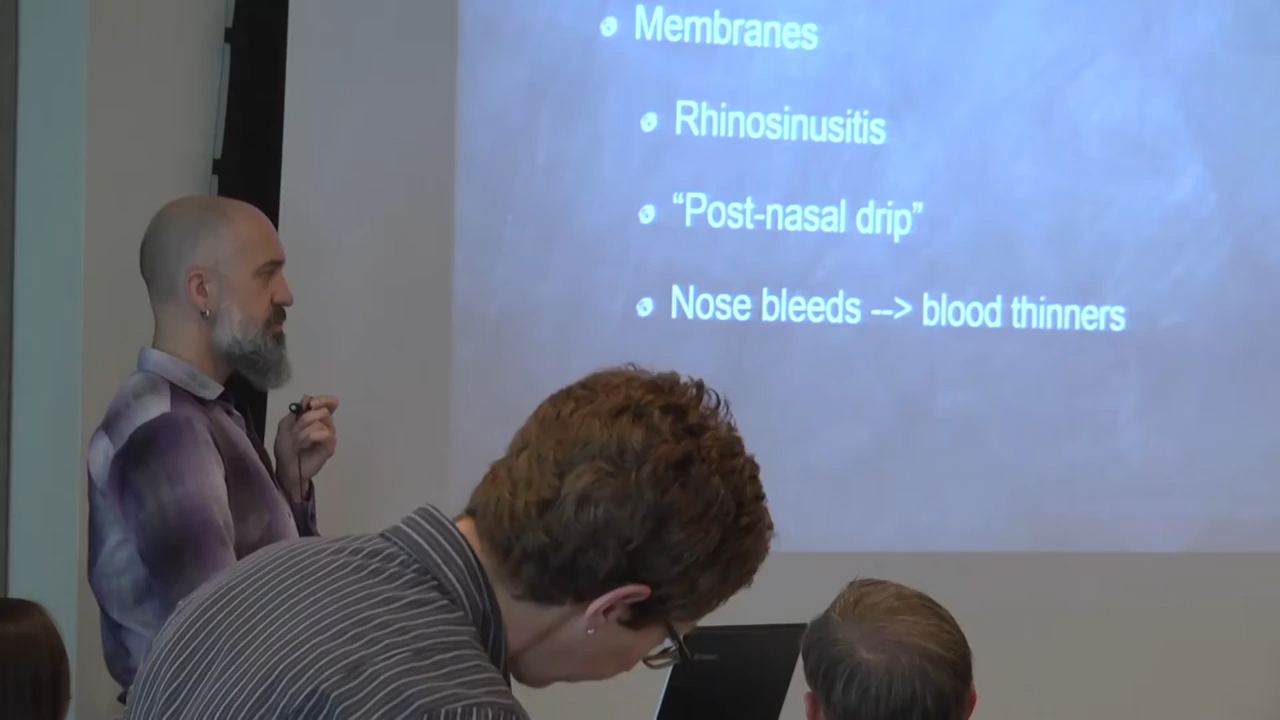 Membranes
Rhinosinusitis
“Post-nasal drip”
Nose bleeds --> blood thinners